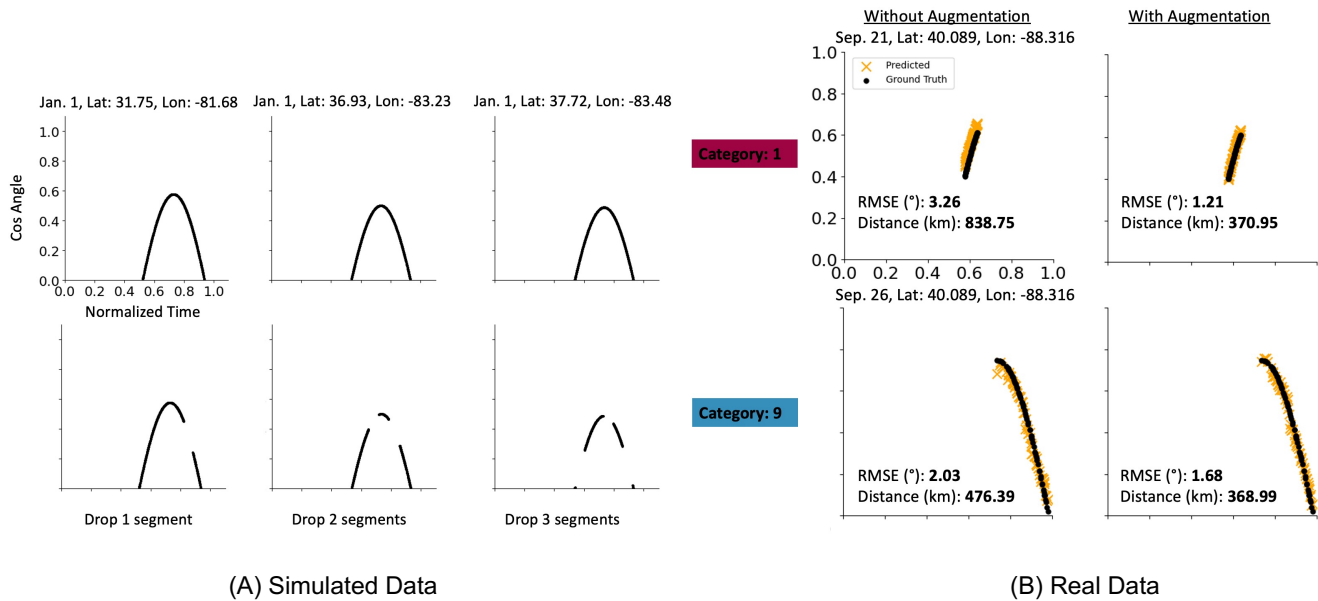 Jan. 1, Lat: 31.75, Lon: -81.68
Jan. 1, Lat: 36.93, Lon: -83.23
Jan. 1, Lat: 37.72, Lon: -83.48
Cos Angle
1.0
0.8
0.6
0.4
0.2
0.0
0.0 0.2 0.4 0.6 0.8 1.0
Normalized Time
Drop 1 segment
Drop 2 segments
Drop 3 segments
(A) Simulated Data
Without Augmentation
With Augmentation
Sep. 21, Lat: 40.089, Lon: -88.316
Category: 1
1.0
0.8
0.6
0.4
0.2
0.0
0.0 0.2 0.4 0.6 0.8 1.0
Predicted
Ground Truth
RMSE (°): 3.26
Distance (km): 838.75
RMSE (°): 1.21
Distance (km): 370.95
Sep. 26, Lat: 40.089, Lon: -88.316
Category: 9
RMSE (°): 2.03
Distance (km): 476.39
RMSE (°): 1.68
Distance (km): 368.99
(B) Real Data